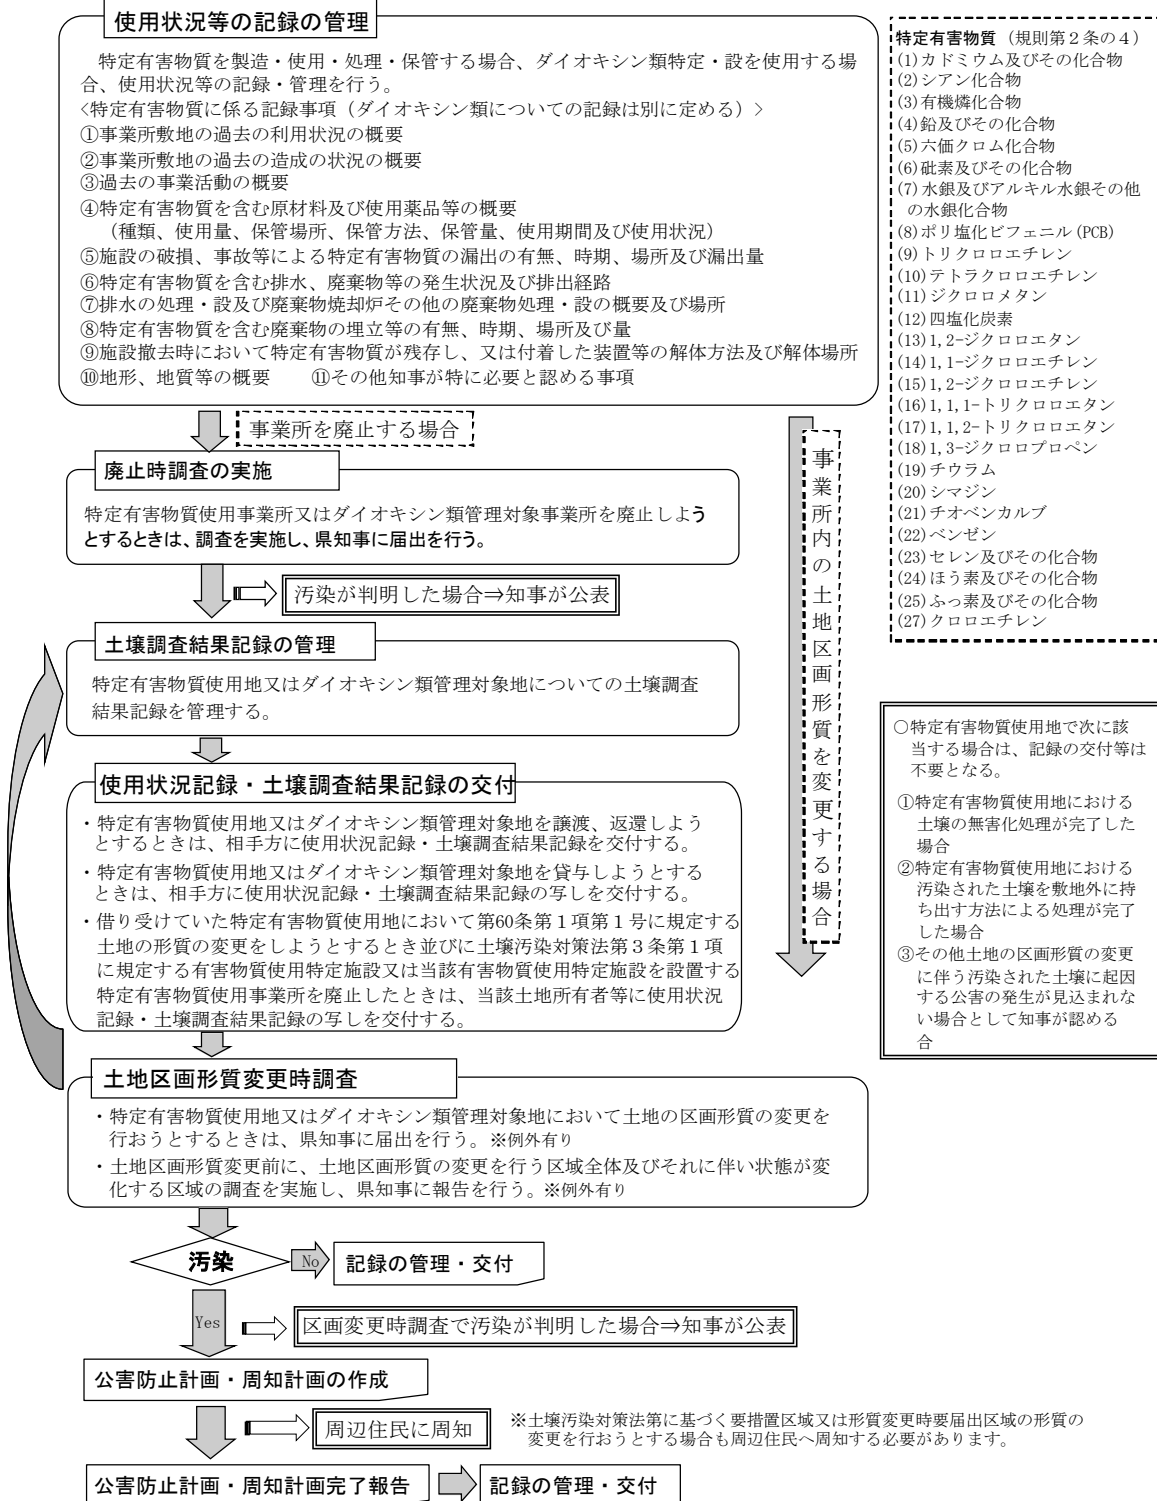 使用状況等の記録の管理
特定有害物質を製造・使用・処理・保管する場合、ダイオキシン類特定・設を使用する場
合、使用状況等の記録・管理を行う。
<特定有害物質に係る記録事項（ダイオキシン類についての記録は別に定める）>
①事業所敷地の過去の利用状況の概要
②事業所敷地の過去の造成の状況の概要
③過去の事業活動の概要
④特定有害物質を含む原材料及び使用薬品等の概要
（種類、使用量、保管場所、保管方法、保管量、使用期間及び使用状況）
⑤施設の破損、事故等による特定有害物質の漏出の有無、時期、場所及び漏出量
⑥特定有害物質を含む排水、廃棄物等の発生状況及び排出経路
⑦排水の処理・設及び廃棄物焼却炉その他の廃棄物処理・設の概要及び場所
⑧特定有害物質を含む廃棄物の埋立等の有無、時期、場所及び量
⑨施設撤去時において特定有害物質が残存し、又は付着した装置等の解体方法及び解体場所
⑩地形、地質等の概要　　⑪その他知事が特に必要と認める事項
事業所を廃止する場合
廃止時調査の実施
特定有害物質使用事業所又はダイオキシン類管理対象事業所を廃止しよう
とするときは、調査を実施し、県知事に届出を行う。
汚染が判明した場合⇒知事が公表
土壌調査結果記録の管理
特定有害物質使用地又はダイオキシン類管理対象地についての土壌調査
結果記録を管理する。
使用状況記録・土壌調査結果記録の交付
・特定有害物質使用地又はダイオキシン類管理対象地を譲渡、返還しよう
とするときは、相手方に使用状況記録・土壌調査結果記録を交付する。
・特定有害物質使用地又はダイオキシン類管理対象地を貸与しようとする
ときは、相手方に使用状況記録・土壌調査結果記録の写しを交付する。
・借り受けていた特定有害物質使用地において第60条第１項第１号に規定する
土地の形質の変更をしようとするとき並びに土壌汚染対策法第３条第１項
に規定する有害物質使用特定施設又は当該有害物質使用特定施設を設置する
特定有害物質使用事業所を廃止したときは、当該土地所有者等に使用状況
記録・土壌調査結果記録の写しを交付する。
事業所内の土地区画形質を変更する場合
土地区画形質変更時調査
・特定有害物質使用地又はダイオキシン類管理対象地において土地の区画形質の変更を
行おうとするときは、県知事に届出を行う。※例外有り
・土地区画形質変更前に、土地区画形質の変更を行う区域全体及びそれに伴い状態が変
化する区域の調査を実施し、県知事に報告を行う。※例外有り
汚染
No
記録の管理・交付
Yes
区画変更時調査で汚染が判明した場合⇒知事が公表
公害防止計画・周知計画の作成
周辺住民に周知
※土壌汚染対策法第に基づく要措置区域又は形質変更時要届出区域の形質の
変更を行おうとする場合も周辺住民へ周知する必要があります。
公害防止計画・周知計画完了報告
記録の管理・交付
特定有害物質（規則第２条の４）
(1)カドミウム及びその化合物
(2)シアン化合物
(3)有機燐化合物
(4)鉛及びその化合物
(5)六価クロム化合物
(6)砒素及びその化合物
(7)水銀及びアルキル水銀その他
の水銀化合物
(8)ポリ塩化ビフェニル(PCB)
(9)トリクロロエチレン
(10)テトラクロロエチレン
(11)ジクロロメタン
(12)四塩化炭素
(13)1,2-ジクロロエタン
(14)1,1-ジクロロエチレン
(15)1,2-ジクロロエチレン
(16)1,1,1-トリクロロエタン
(17)1,1,2-トリクロロエタン
(18)1,3-ジクロロプロペン
(19)チウラム
(20)シマジン
(21)チオベンカルブ
(22)ベンゼン
(23)セレン及びその化合物
(24)ほう素及びその化合物
(25)ふっ素及びその化合物
(27)クロロエチレン
○特定有害物質使用地で次に該
当する場合は、記録の交付等は
不要となる。
①特定有害物質使用地における
土壌の無害化処理が完了した
場合
②特定有害物質使用地における
汚染された土壌を敷地外に持
ち出す方法による処理が完了
した場合
③その他土地の区画形質の変更
に伴う汚染された土壌に起因
する公害の発生が見込まれな
い場合として知事が認める
合